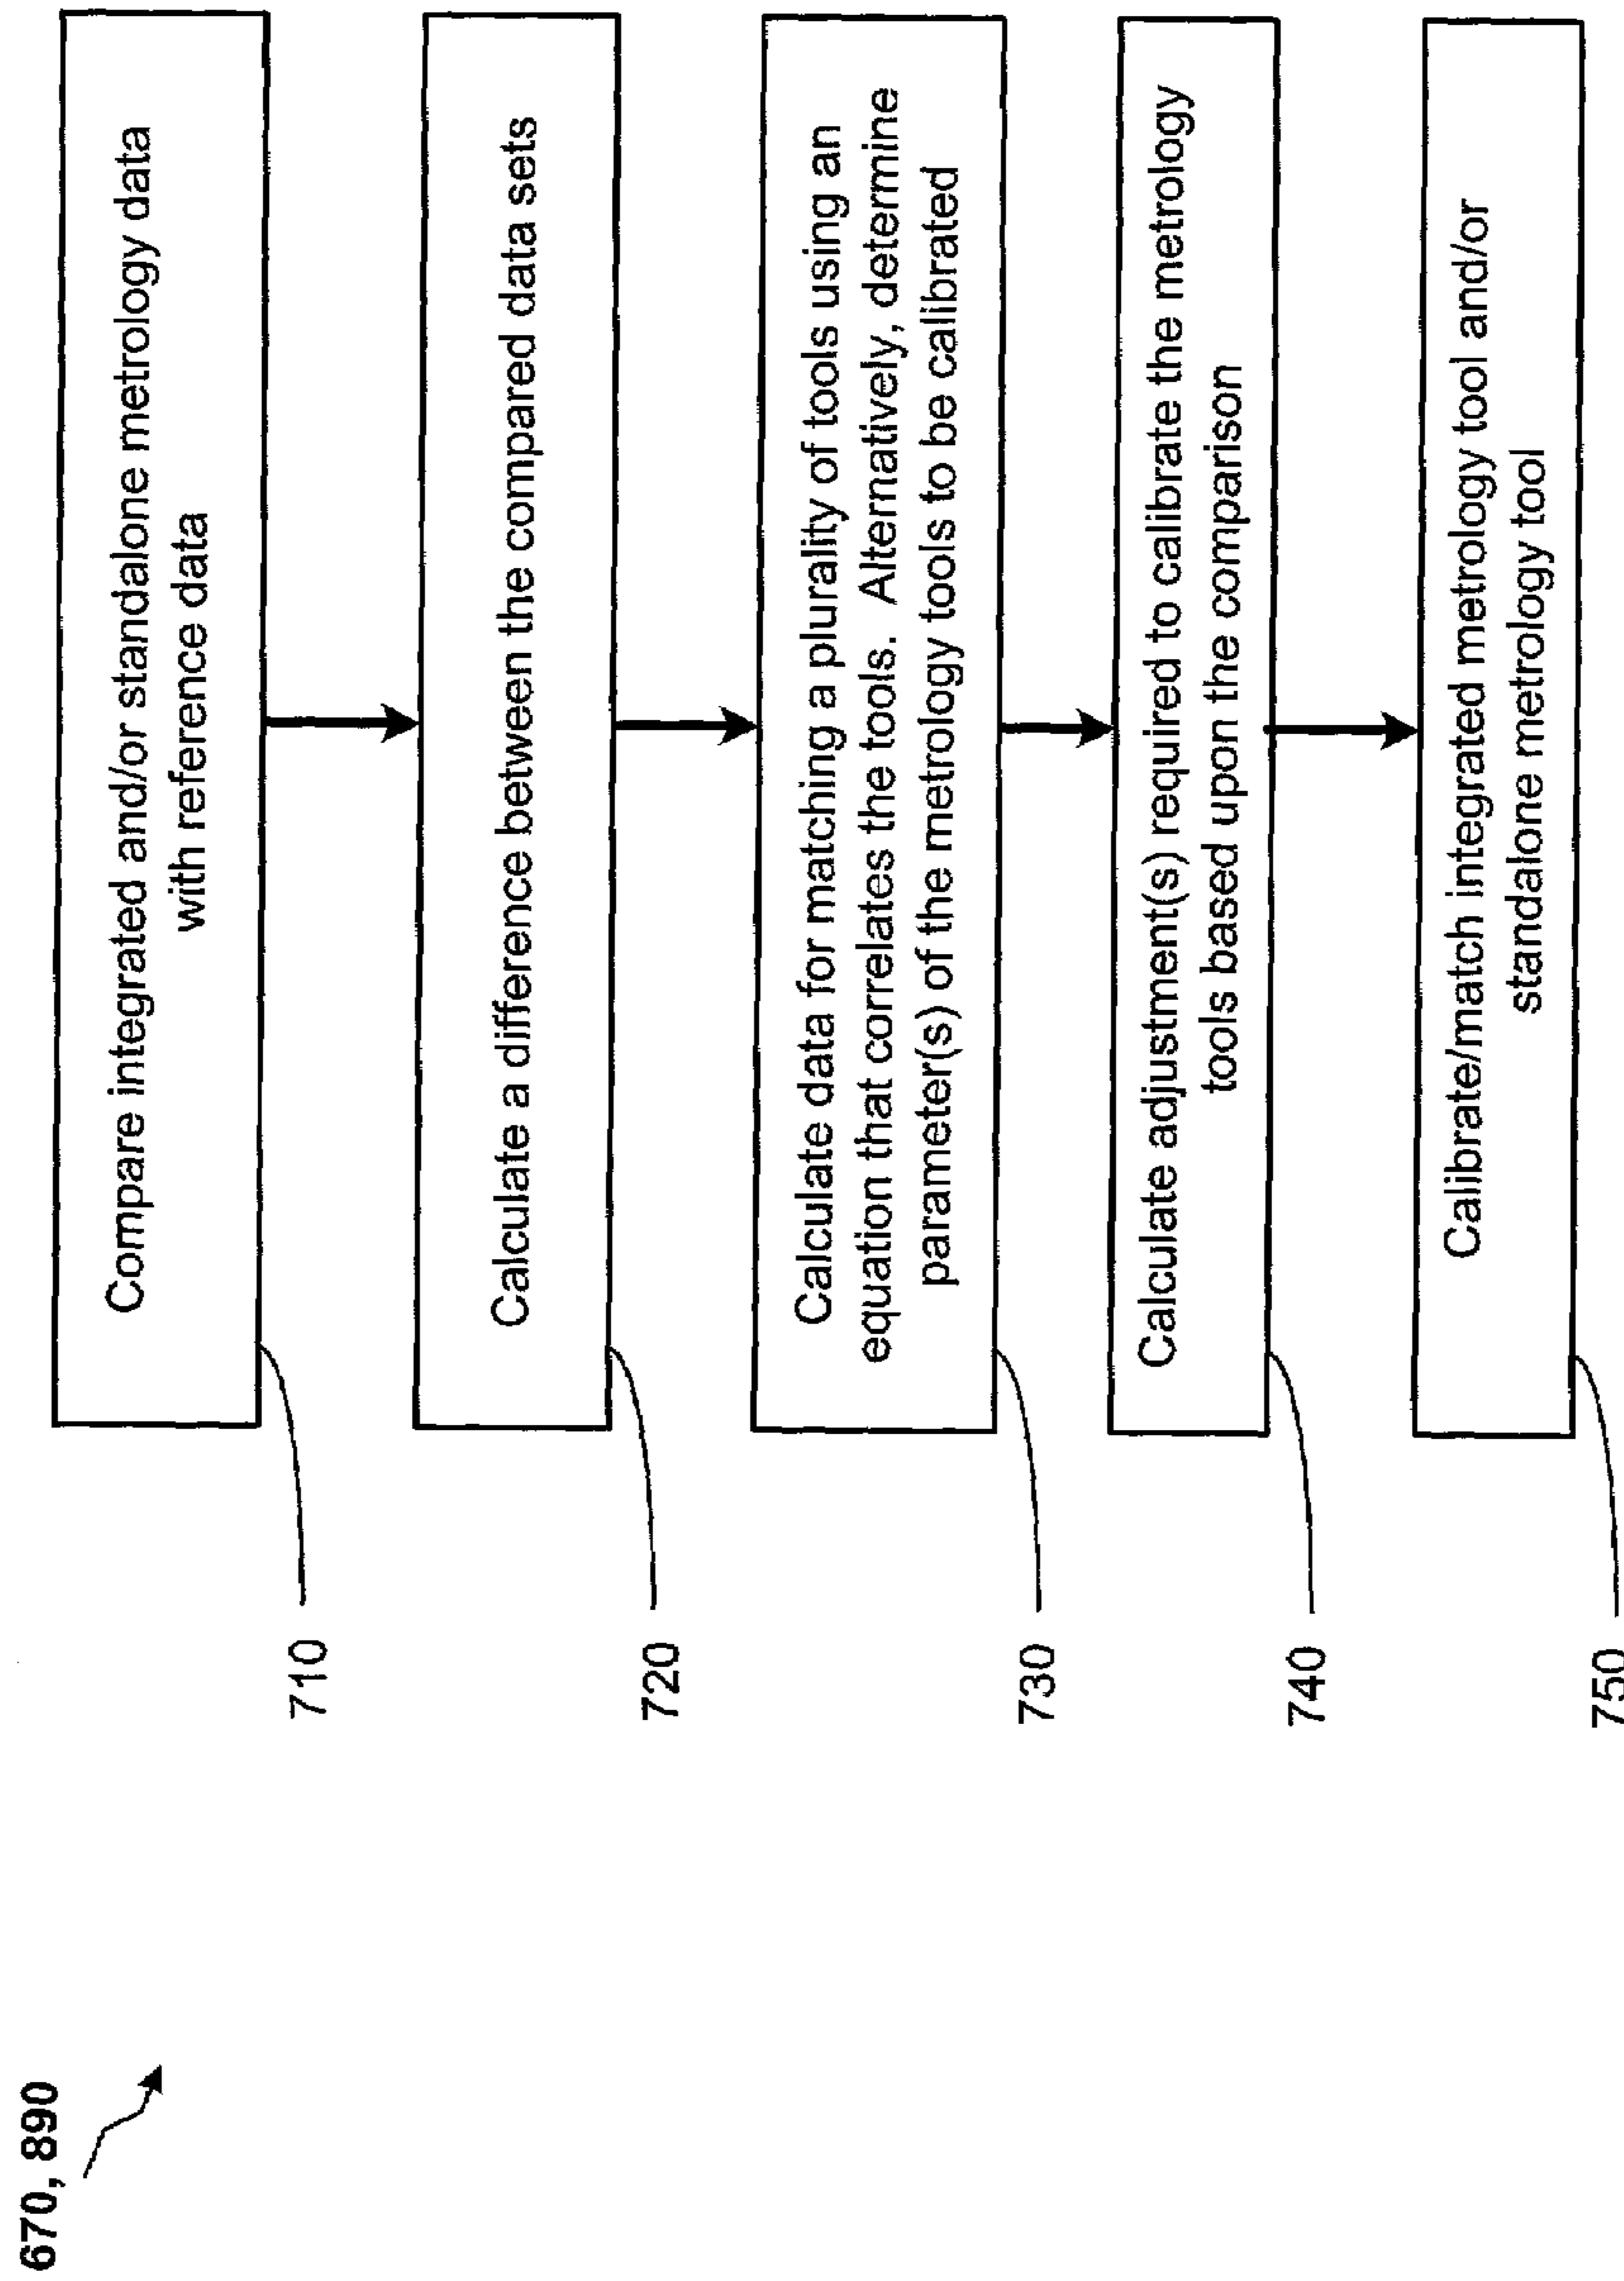 670, 890
710
Compare integrated and/or standalone metrology data
with reference data
720
Calculate a difference between the compared data sets
730
Calculate data for matching a plurality of tools using an
equation that correlates the tools. Alternatively, determine
parameter(s) of the metrology tools to be calibrated
740
Calculate adjustment(s) required to calibrate the metrology
tools based upon the comparison
750
Calibrate/match integrated metrology tool and/or
standalone metrology tool